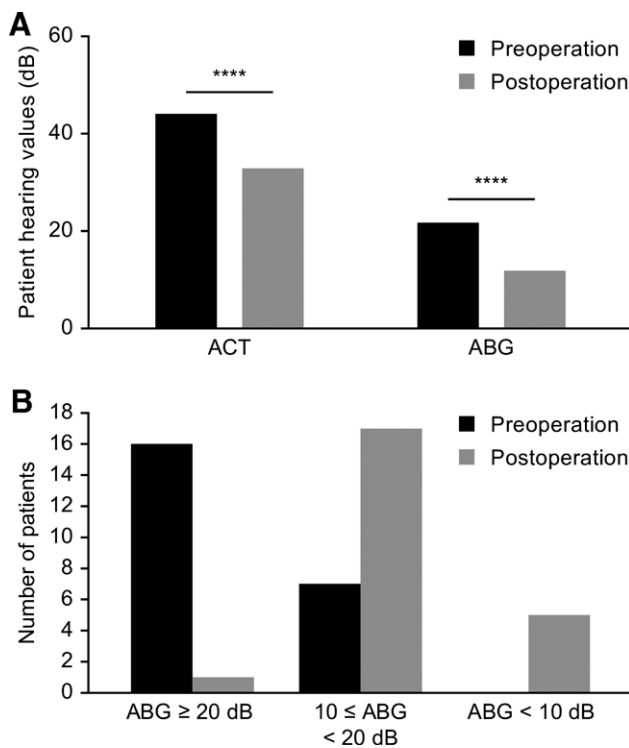 A
Patient hearing values (dB)
60
40
20
0
****
****
Preoperation
Postoperation
ACT
ABG
B
Number of patients
18
16
14
12
10
8
6
4
2
0
Preoperation
Postoperation
ABG ≥ 20 dB
10 ≤ ABG
< 20 dB
ABG < 10 dB